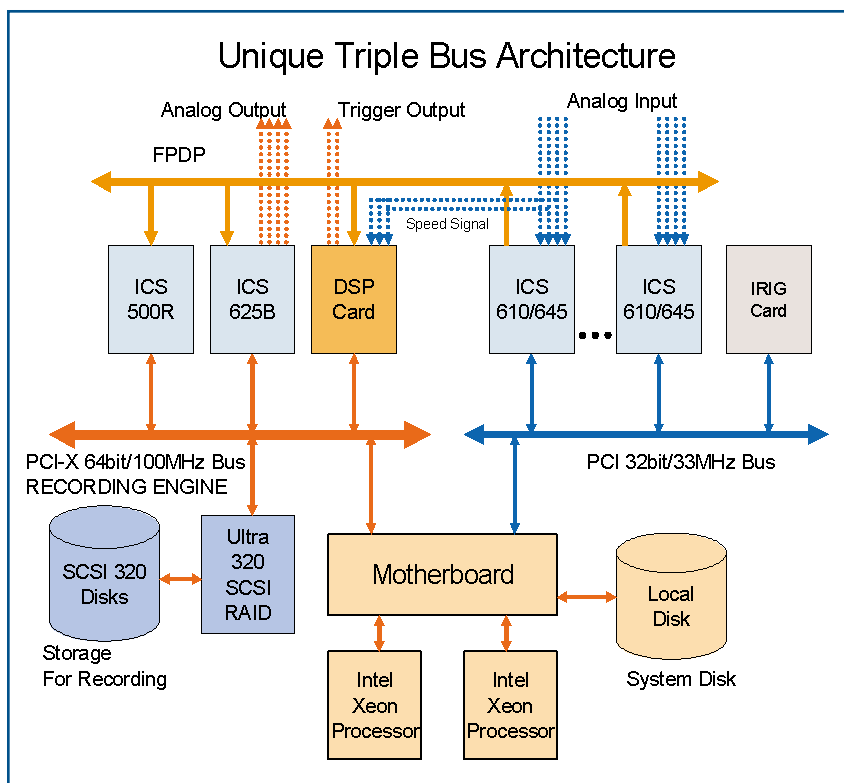 Unique Triple Bus Architecture
Analog Output
Trigger Output
Analog Input
FPDP
Speed Signal
ICS
500R
ICS
625B
DSP
Card
ICS
610/645
ICS
610/645
IRIG
Card
PCI-X 64bit/100MHz Bus
RECORDING ENGINE
PCI 32bit/33MHz Bus
SCSI 320
Disks
Ultra
320
SCSI
RAID
Motherboard
Local
Disk
Storage
For Recording
Intel
Xeon
Processor
Intel
Xeon
Processor
System Disk